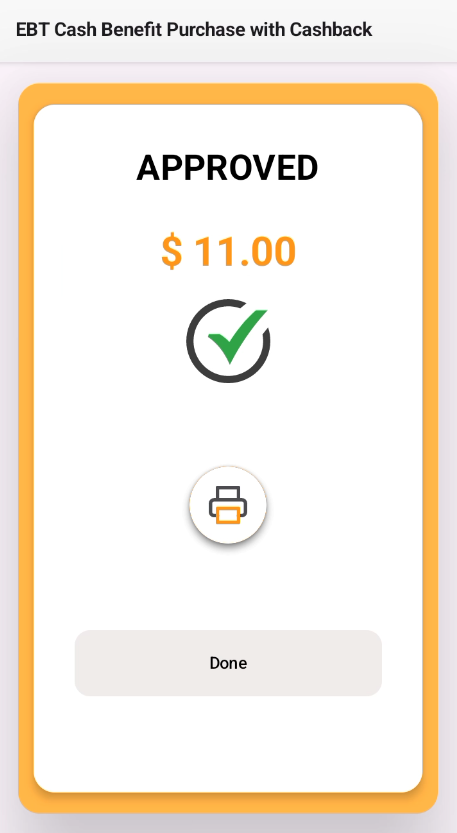 EBT Cash Benefit Purchase with Cashback
APPROVED
$ 11.00
Done